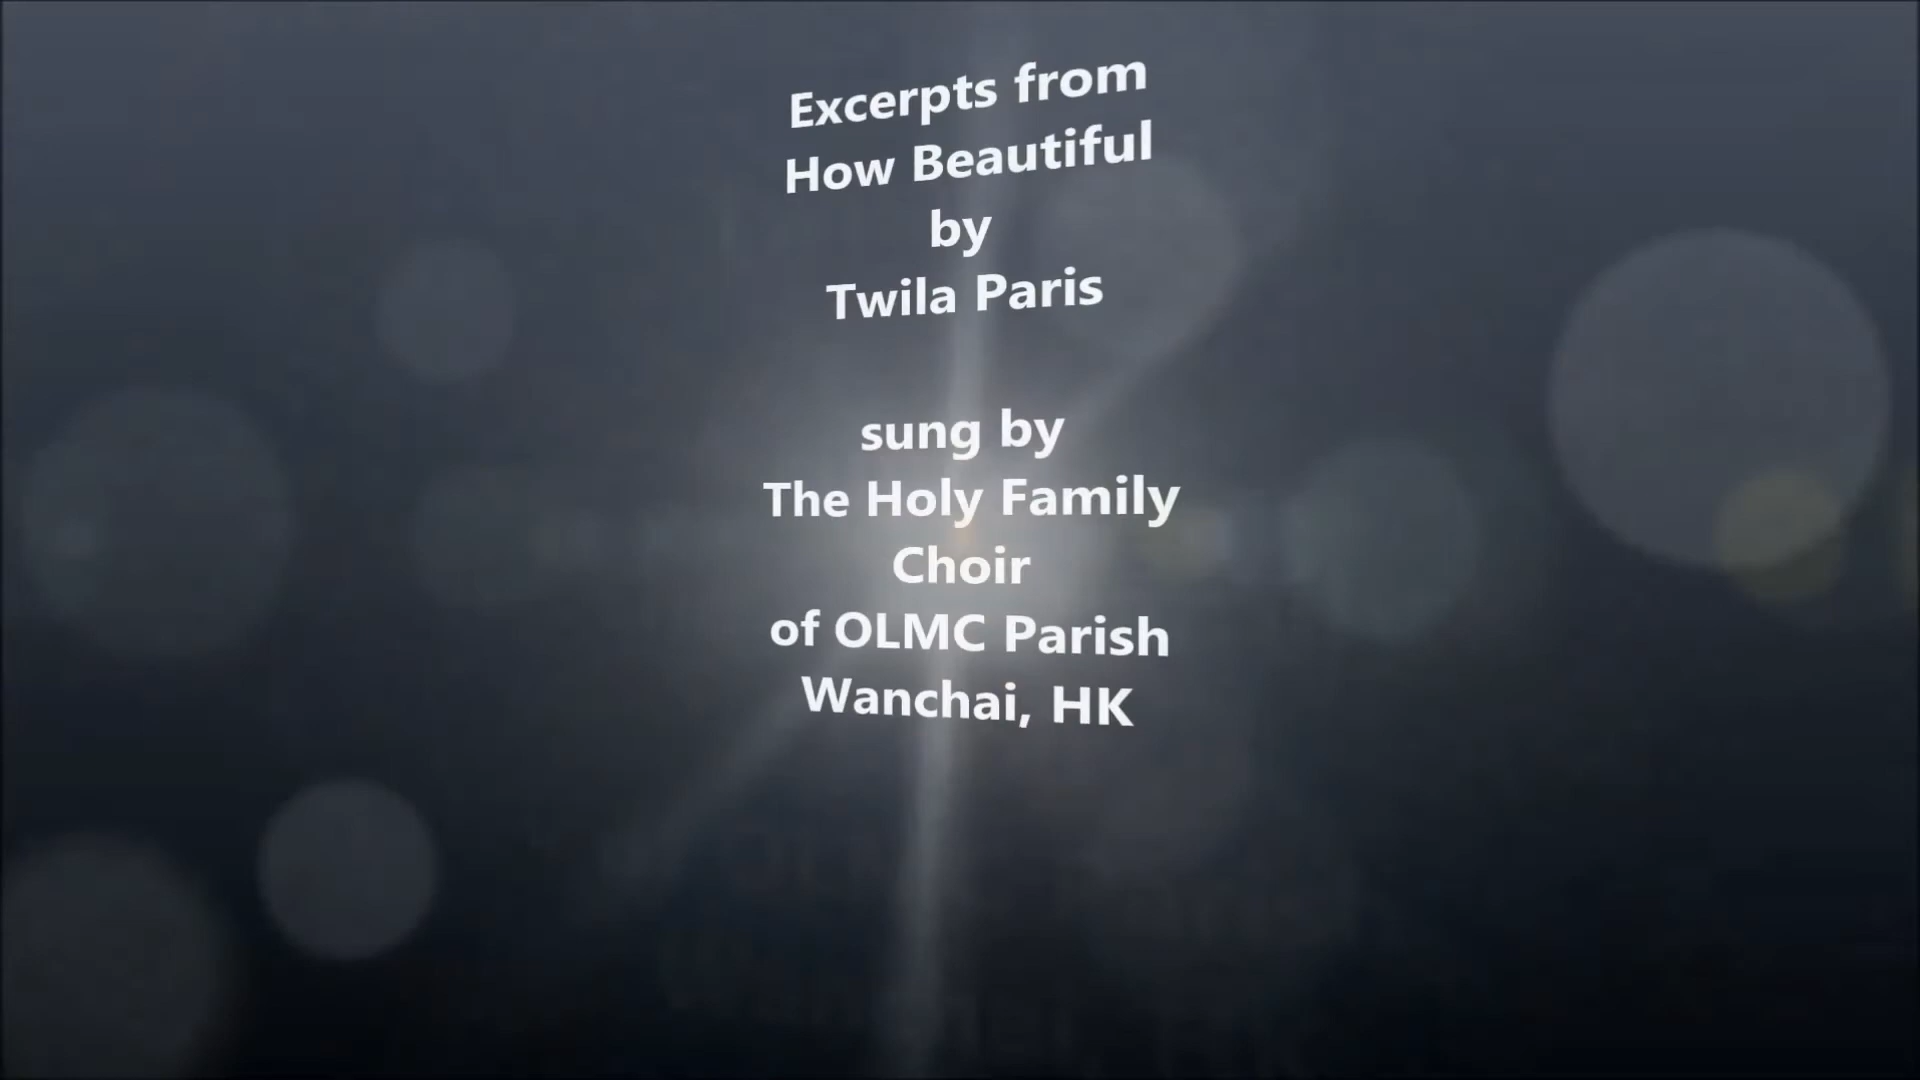 Excerpts from
How Beautiful
by
Twila Paris
sung by
The Holy Family
Choir
of OLMC Parish
Wanchai, HK